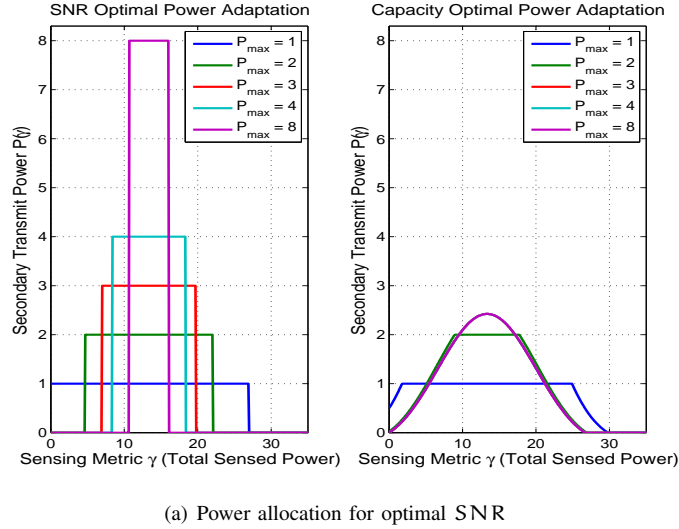 SNR Optimal Power Adaptation
8
7
6
5
4
3
2
1
0
Secondary Transmit Power P(γ)
P_max = 1
P_max = 2
P_max = 3
P_max = 4
P_max = 8
0 10 20 30
Sensing Metric γ (Total Sensed Power)
Capacity Optimal Power Adaptation
8
7
6
5
4
3
2
1
0
Secondary Transmit Power P(γ)
P_max = 1
P_max = 2
P_max = 3
P_max = 4
P_max = 8
0 10 20 30
Sensing Metric γ (Total Sensed Power)
(a) Power allocation for optimal SNR